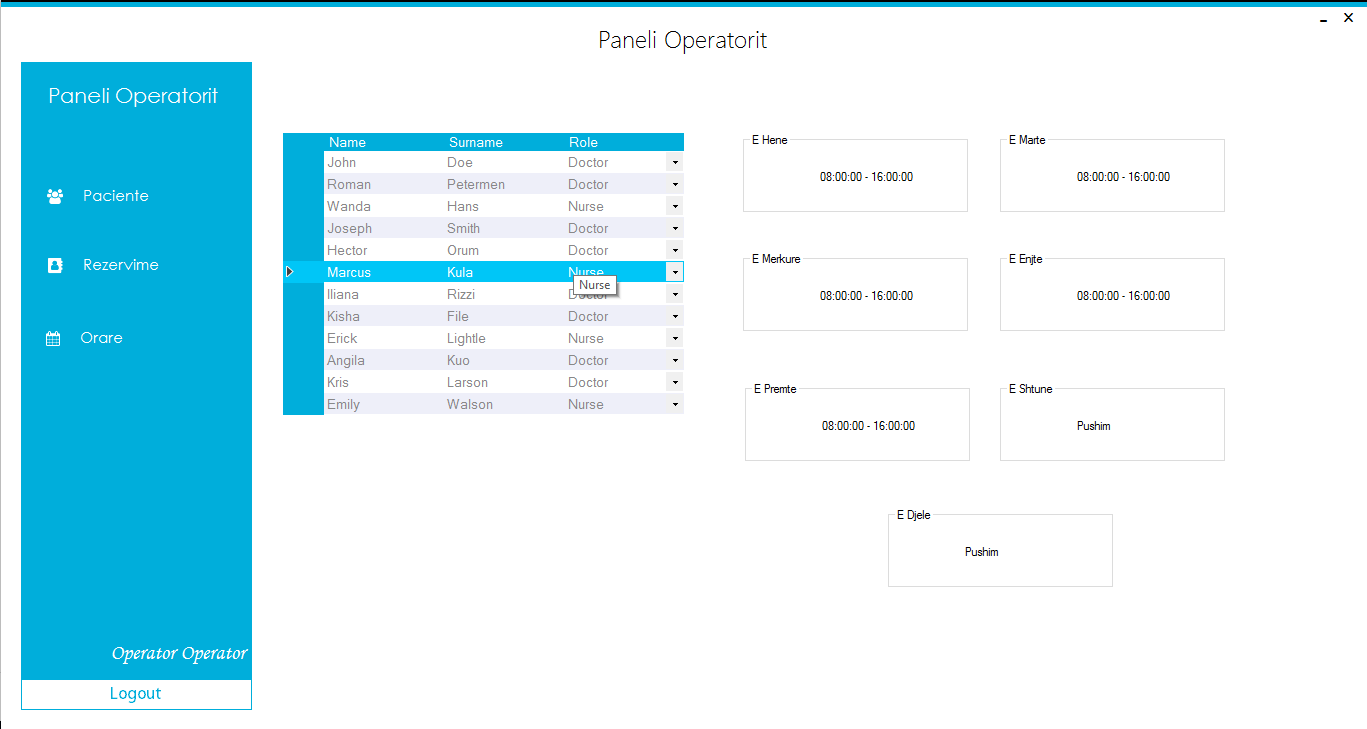 Paneli Operatorit
Paneli Operatorit
Paciente
Rezervime
Orare
Operator Operator
Logout
Name Surname Role
John Doe Doctor
Roman Petermen Doctor
Wanda Hans Nurse
Joseph Smith Doctor
Hector Orum Doctor
Marcus Kula Nurse
Nurse
Iliana Rizzi Doctor
Kisha File Doctor
Erick Lightle Nurse
Angila Kuo Doctor
Kris Larson Doctor
Emily Walson Nurse
E Hene
08:00:00 - 16:00:00
E Marte
08:00:00 - 16:00:00
E Merkure
08:00:00 - 16:00:00
E Enjte
08:00:00 - 16:00:00
E Premte
08:00:00 - 16:00:00
E Shtune
Pushim
E Djele
Pushim